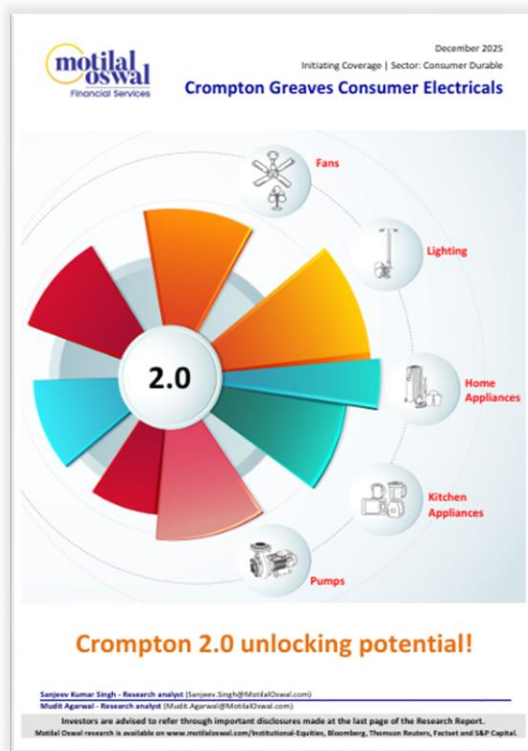 motilal
oswal
Financial Services
December 2025
Initiating Coverage | Sector: Consumer Durable
Crompton Greaves Consumer Electricals
Fans
Lighting
2.0
Home
Appliances
Kitchen
Appliances
Pumps
Crompton 2.0 unlocking potential!
Sanjeev Kumar Singh - Research analyst (Sanjeev.Singh@MotilalOswal.com)
Mudit Agarwal - Research analyst (Mudit.Agarwal@MotilalOswal.com)
Investors are advised to refer through important disclosures made at the last page of the Research Report.
Motilal Oswal research is available on www.motilaloswal.com/Institutional-Equities, Bloomberg, Thomson Reuters, Factset and S&P Capital.